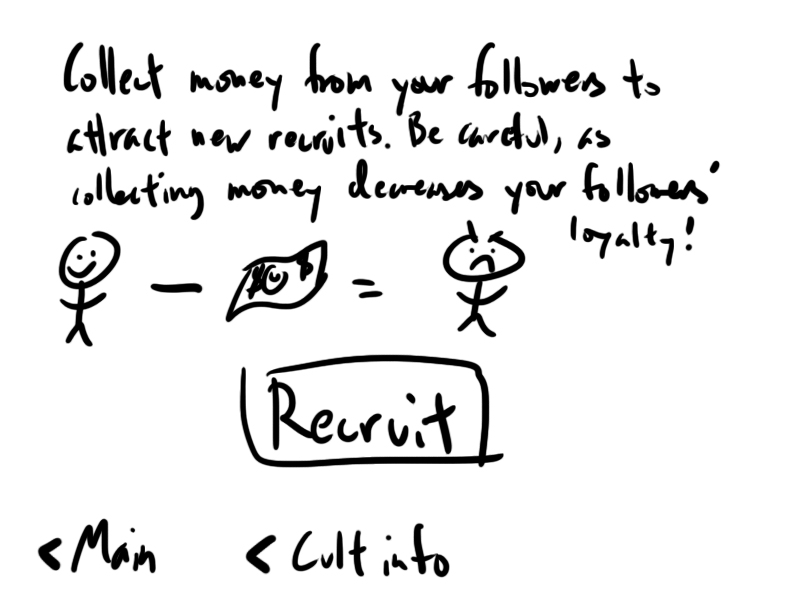 Collect money from your followers to
attract new recruits. Be careful, as
collecting money decreases your followers'
loyalty!
Recruit
< Main
< Cult info